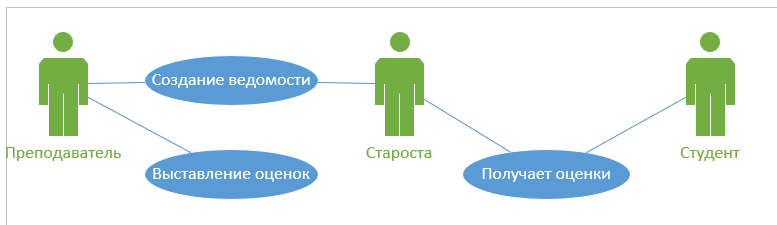 Создание ведомости
Преподаватель
Староста
Студент
Выставление оценок
Получает оценки